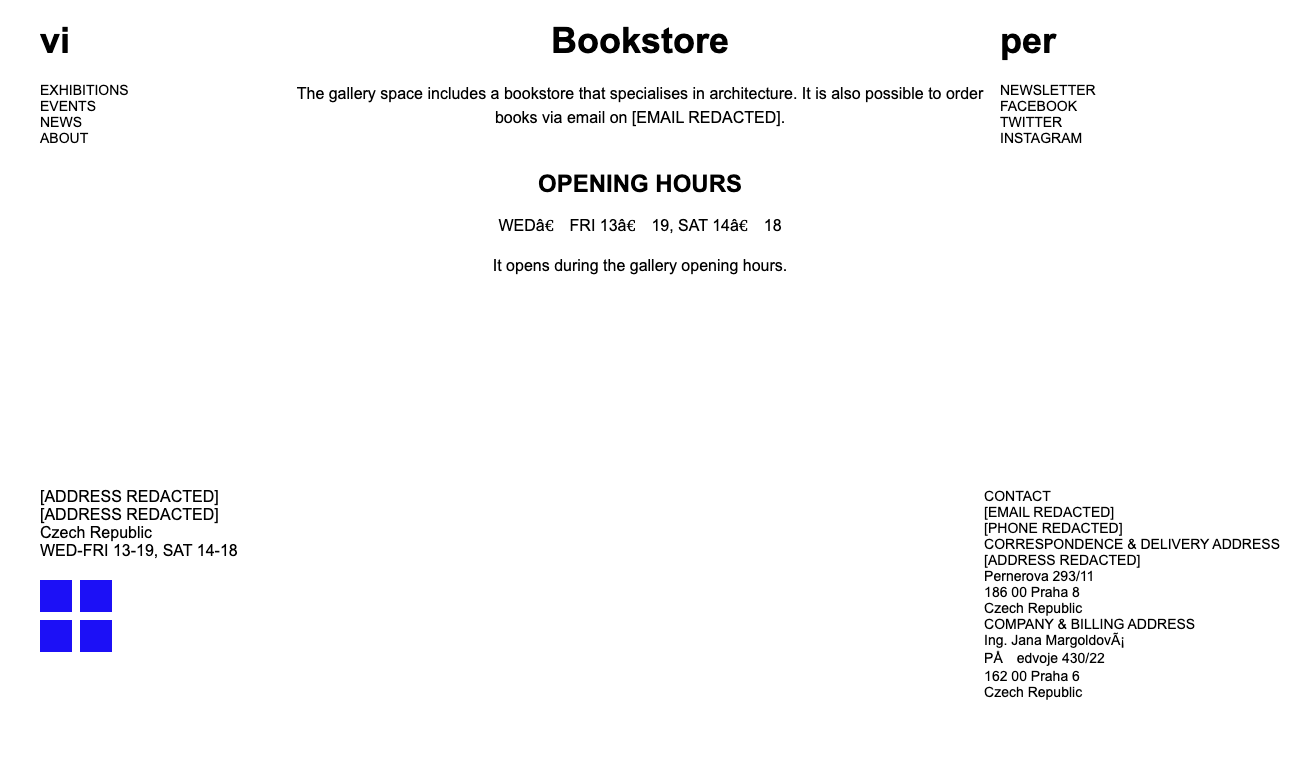 vi
EXHIBITIONS
EVENTS
NEWS
ABOUT
Bookstore
The gallery space includes a bookstore that specialises in architecture. It is also possible to order
books via email on [EMAIL REDACTED].
OPENING HOURS
WEDâ€ FRI 13â€ 19, SAT 14â€ 18
It opens during the gallery opening hours.
per
NEWSLETTER
FACEBOOK
TWITTER
INSTAGRAM
[ADDRESS REDACTED]
[ADDRESS REDACTED]
Czech Republic
WED-FRI 13-19, SAT 14-18
CONTACT
[EMAIL REDACTED]
[PHONE REDACTED]
CORRESPONDENCE & DELIVERY ADDRESS
[ADDRESS REDACTED]
Pernerova 293/11
186 00 Praha 8
Czech Republic
COMPANY & BILLING ADDRESS
Ing. Jana MargoldovÃ¡
PÅ edvoje 430/22
162 00 Praha 6
Czech Republic